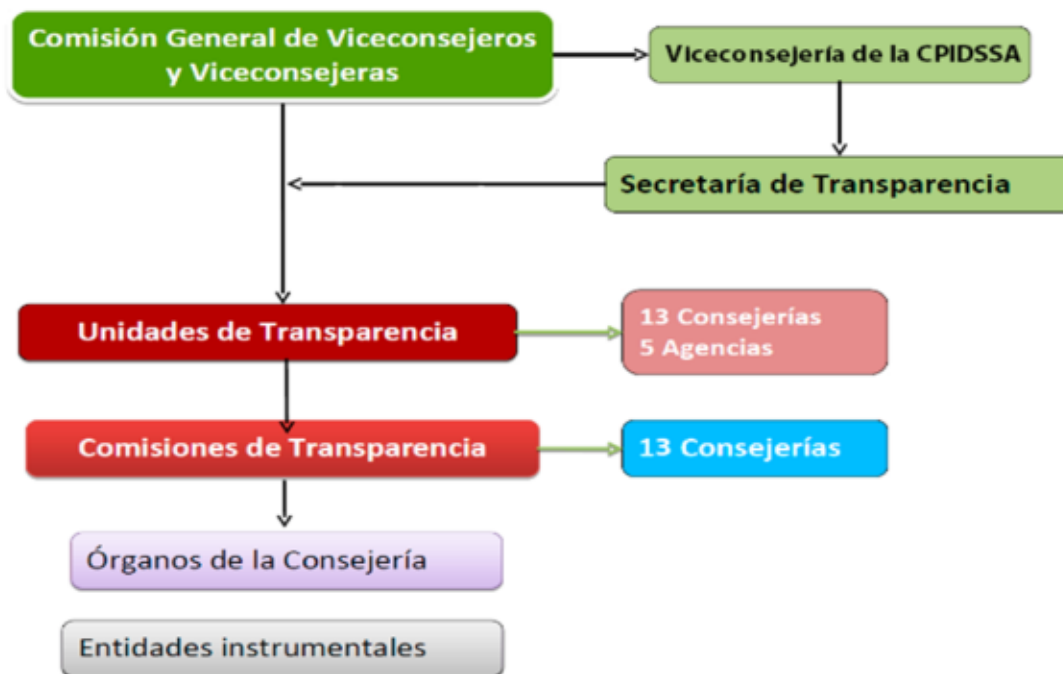 Comisión General de Viceconsejeros
y Viceconsejeras
Viceconsejería de la CPIDSSA
Secretaría de Transparencia
Unidades de Transparencia
13 Consejerías
5 Agencias
Comisiones de Transparencia
13 Consejerías
Órganos de la Consejería
Entidades instrumentales